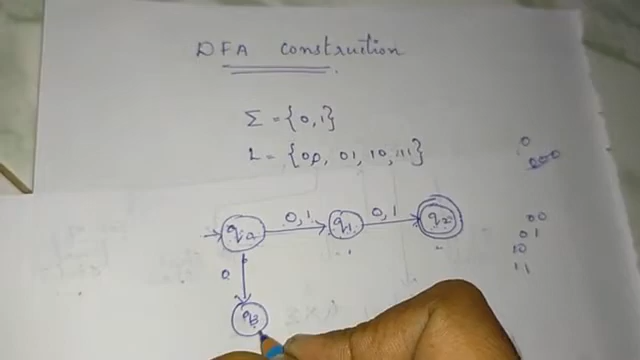 DFA construction
Σ = {0,1}
L = {00, 01, 10, 11}
0
000
00
01
10
11
0,1 0,1
q0 q1 q2
0
q3